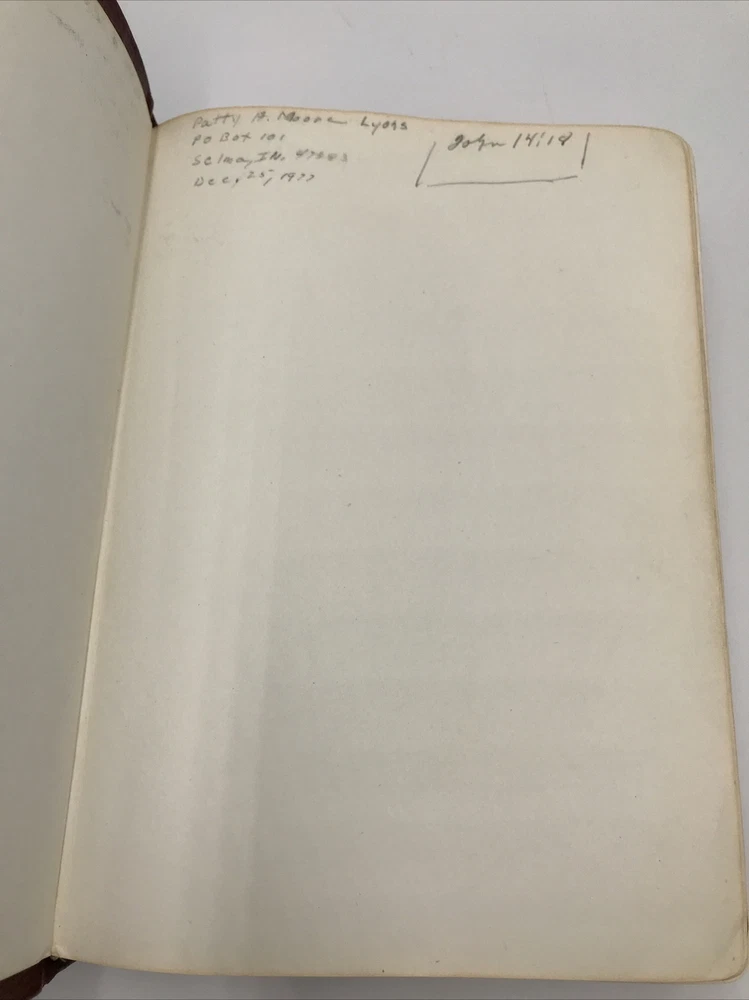 Patty A. Moore Lyons
PO Box 101
Selma, IN. 47383
Dec, 25, 1977
John 14:18